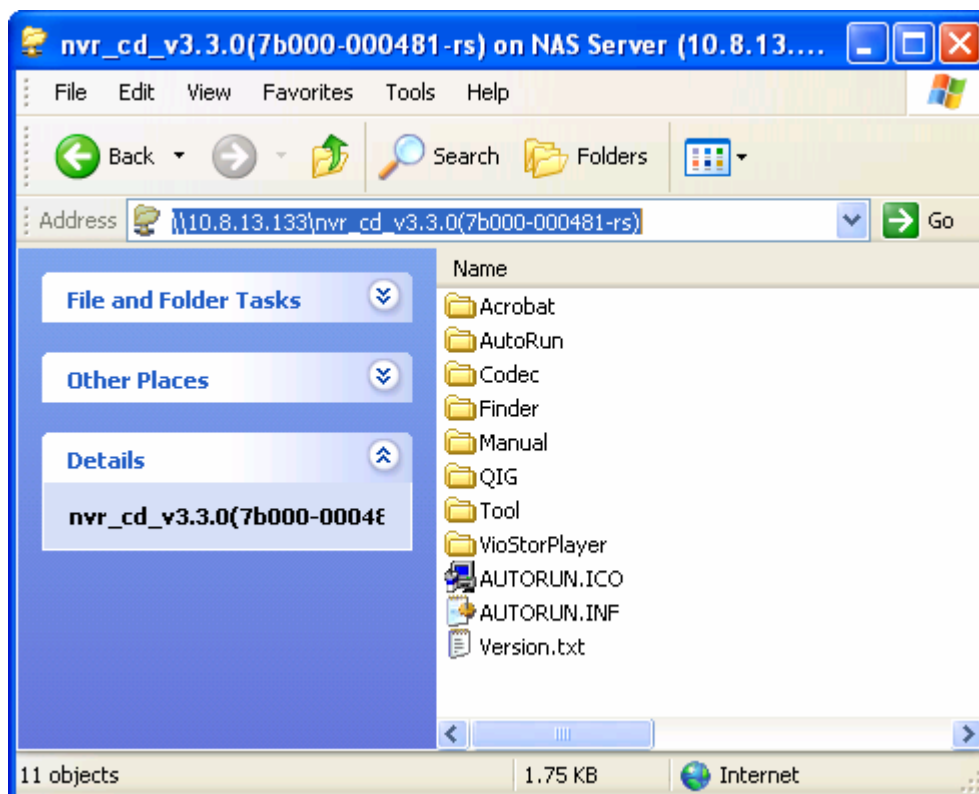 nvr_cd_v3.3.0(7b000-000481-rs) on NAS Server (10.8.13....
File Edit View Favorites Tools Help
Back Search Folders
Address \\10.8.13.133\nvr_cd_v3.3.0(7b000-000481-rs) Go
File and Folder Tasks
Other Places
Details
nvr_cd_v3.3.0(7b000-00048
Name
Acrobat
AutoRun
Codec
Finder
Manual
QIG
Tool
VioStorPlayer
AUTORUN.ICO
AUTORUN.INF
Version.txt
11 objects 1.75 KB Internet